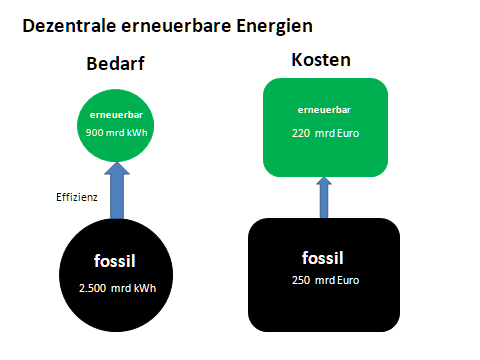 Dezentrale erneuerbare Energien
Bedarf
Kosten
erneuerbar
900 mrd kWh
erneuerbar
220 mrd Euro
Effizienz
fossil
2.500 mrd kWh
fossil
250 mrd Euro